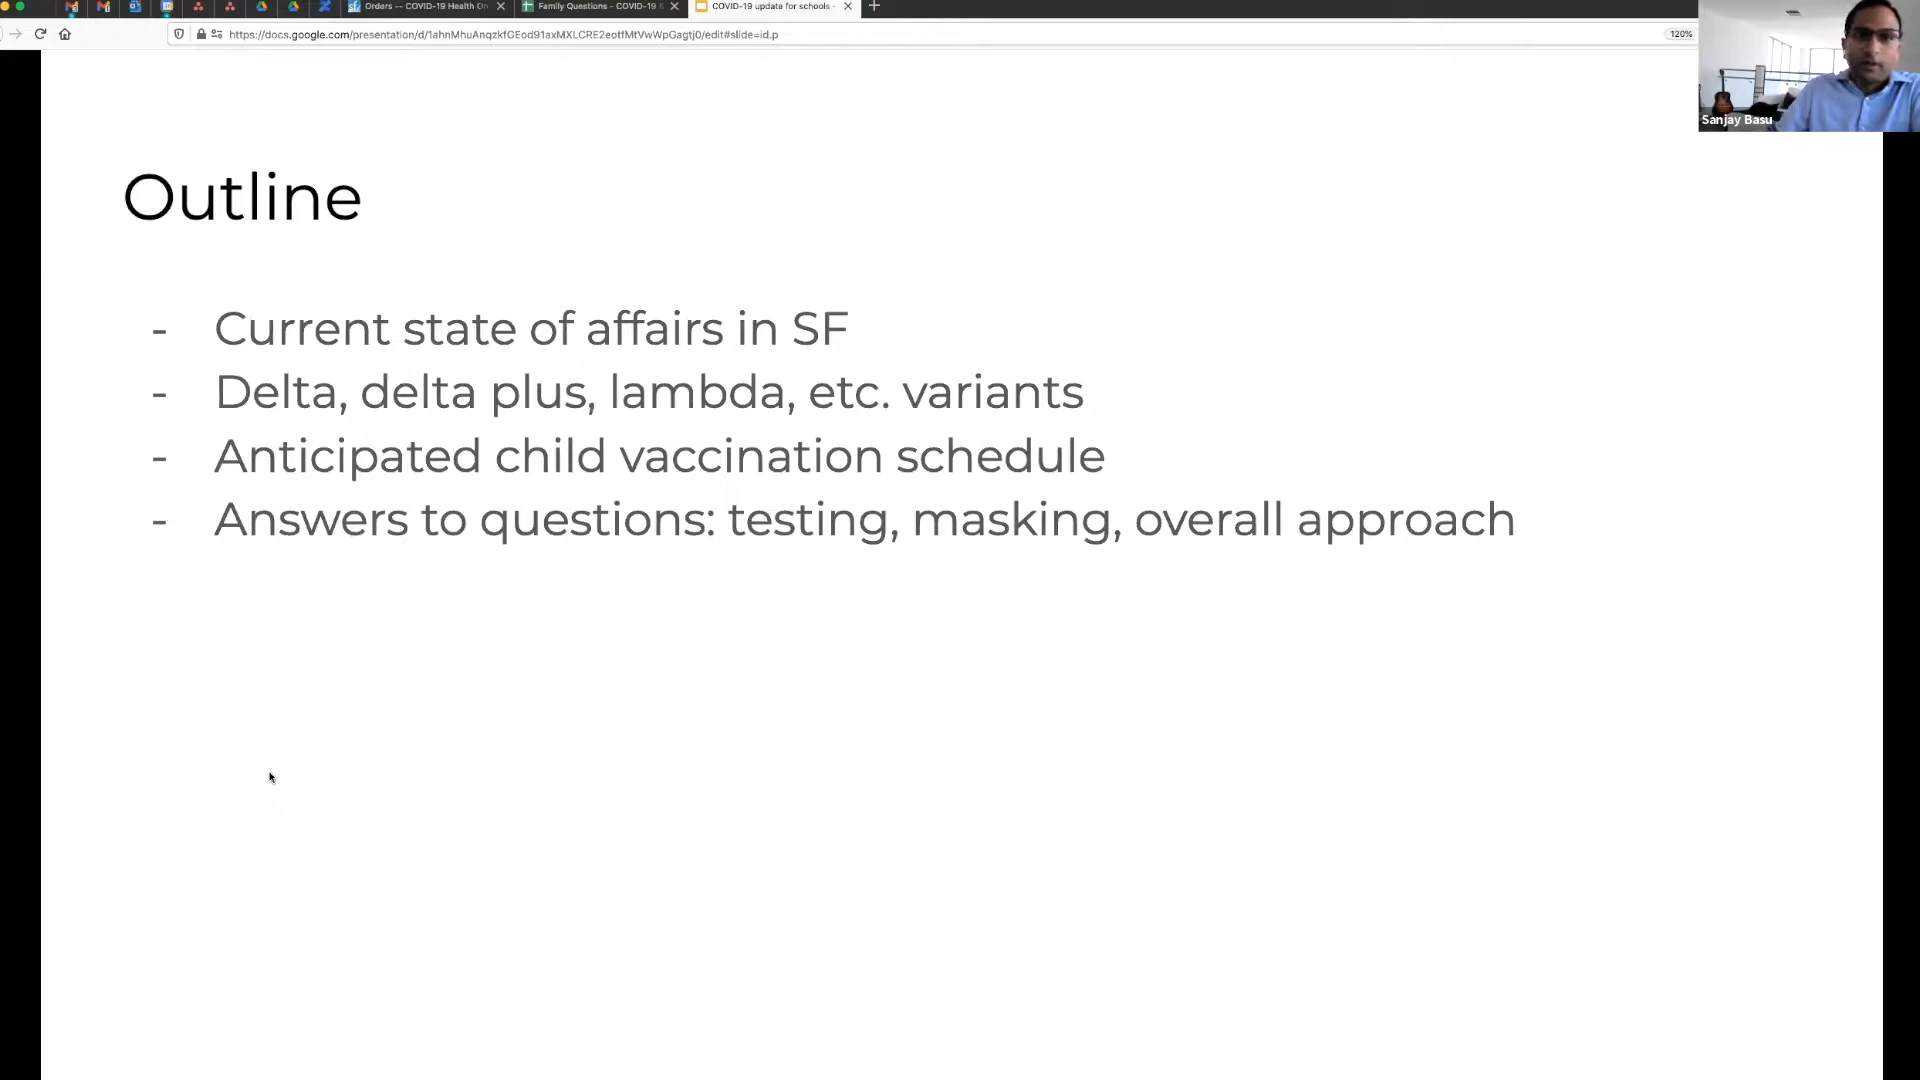 Orders -- COVID-19 Health Or
Family Questions - COVID-19 &
COVID-19 update for schools -
https://docs.google.com/presentation/d/1ahnMhuAnqzkfGEod91axMXLCRE2eotfMtVwWpGagtj0/edit#slide=id.p
120%
Sanjay Basu
Outline
- Current state of affairs in SF
- Delta, delta plus, lambda, etc. variants
- Anticipated child vaccination schedule
- Answers to questions: testing, masking, overall approach